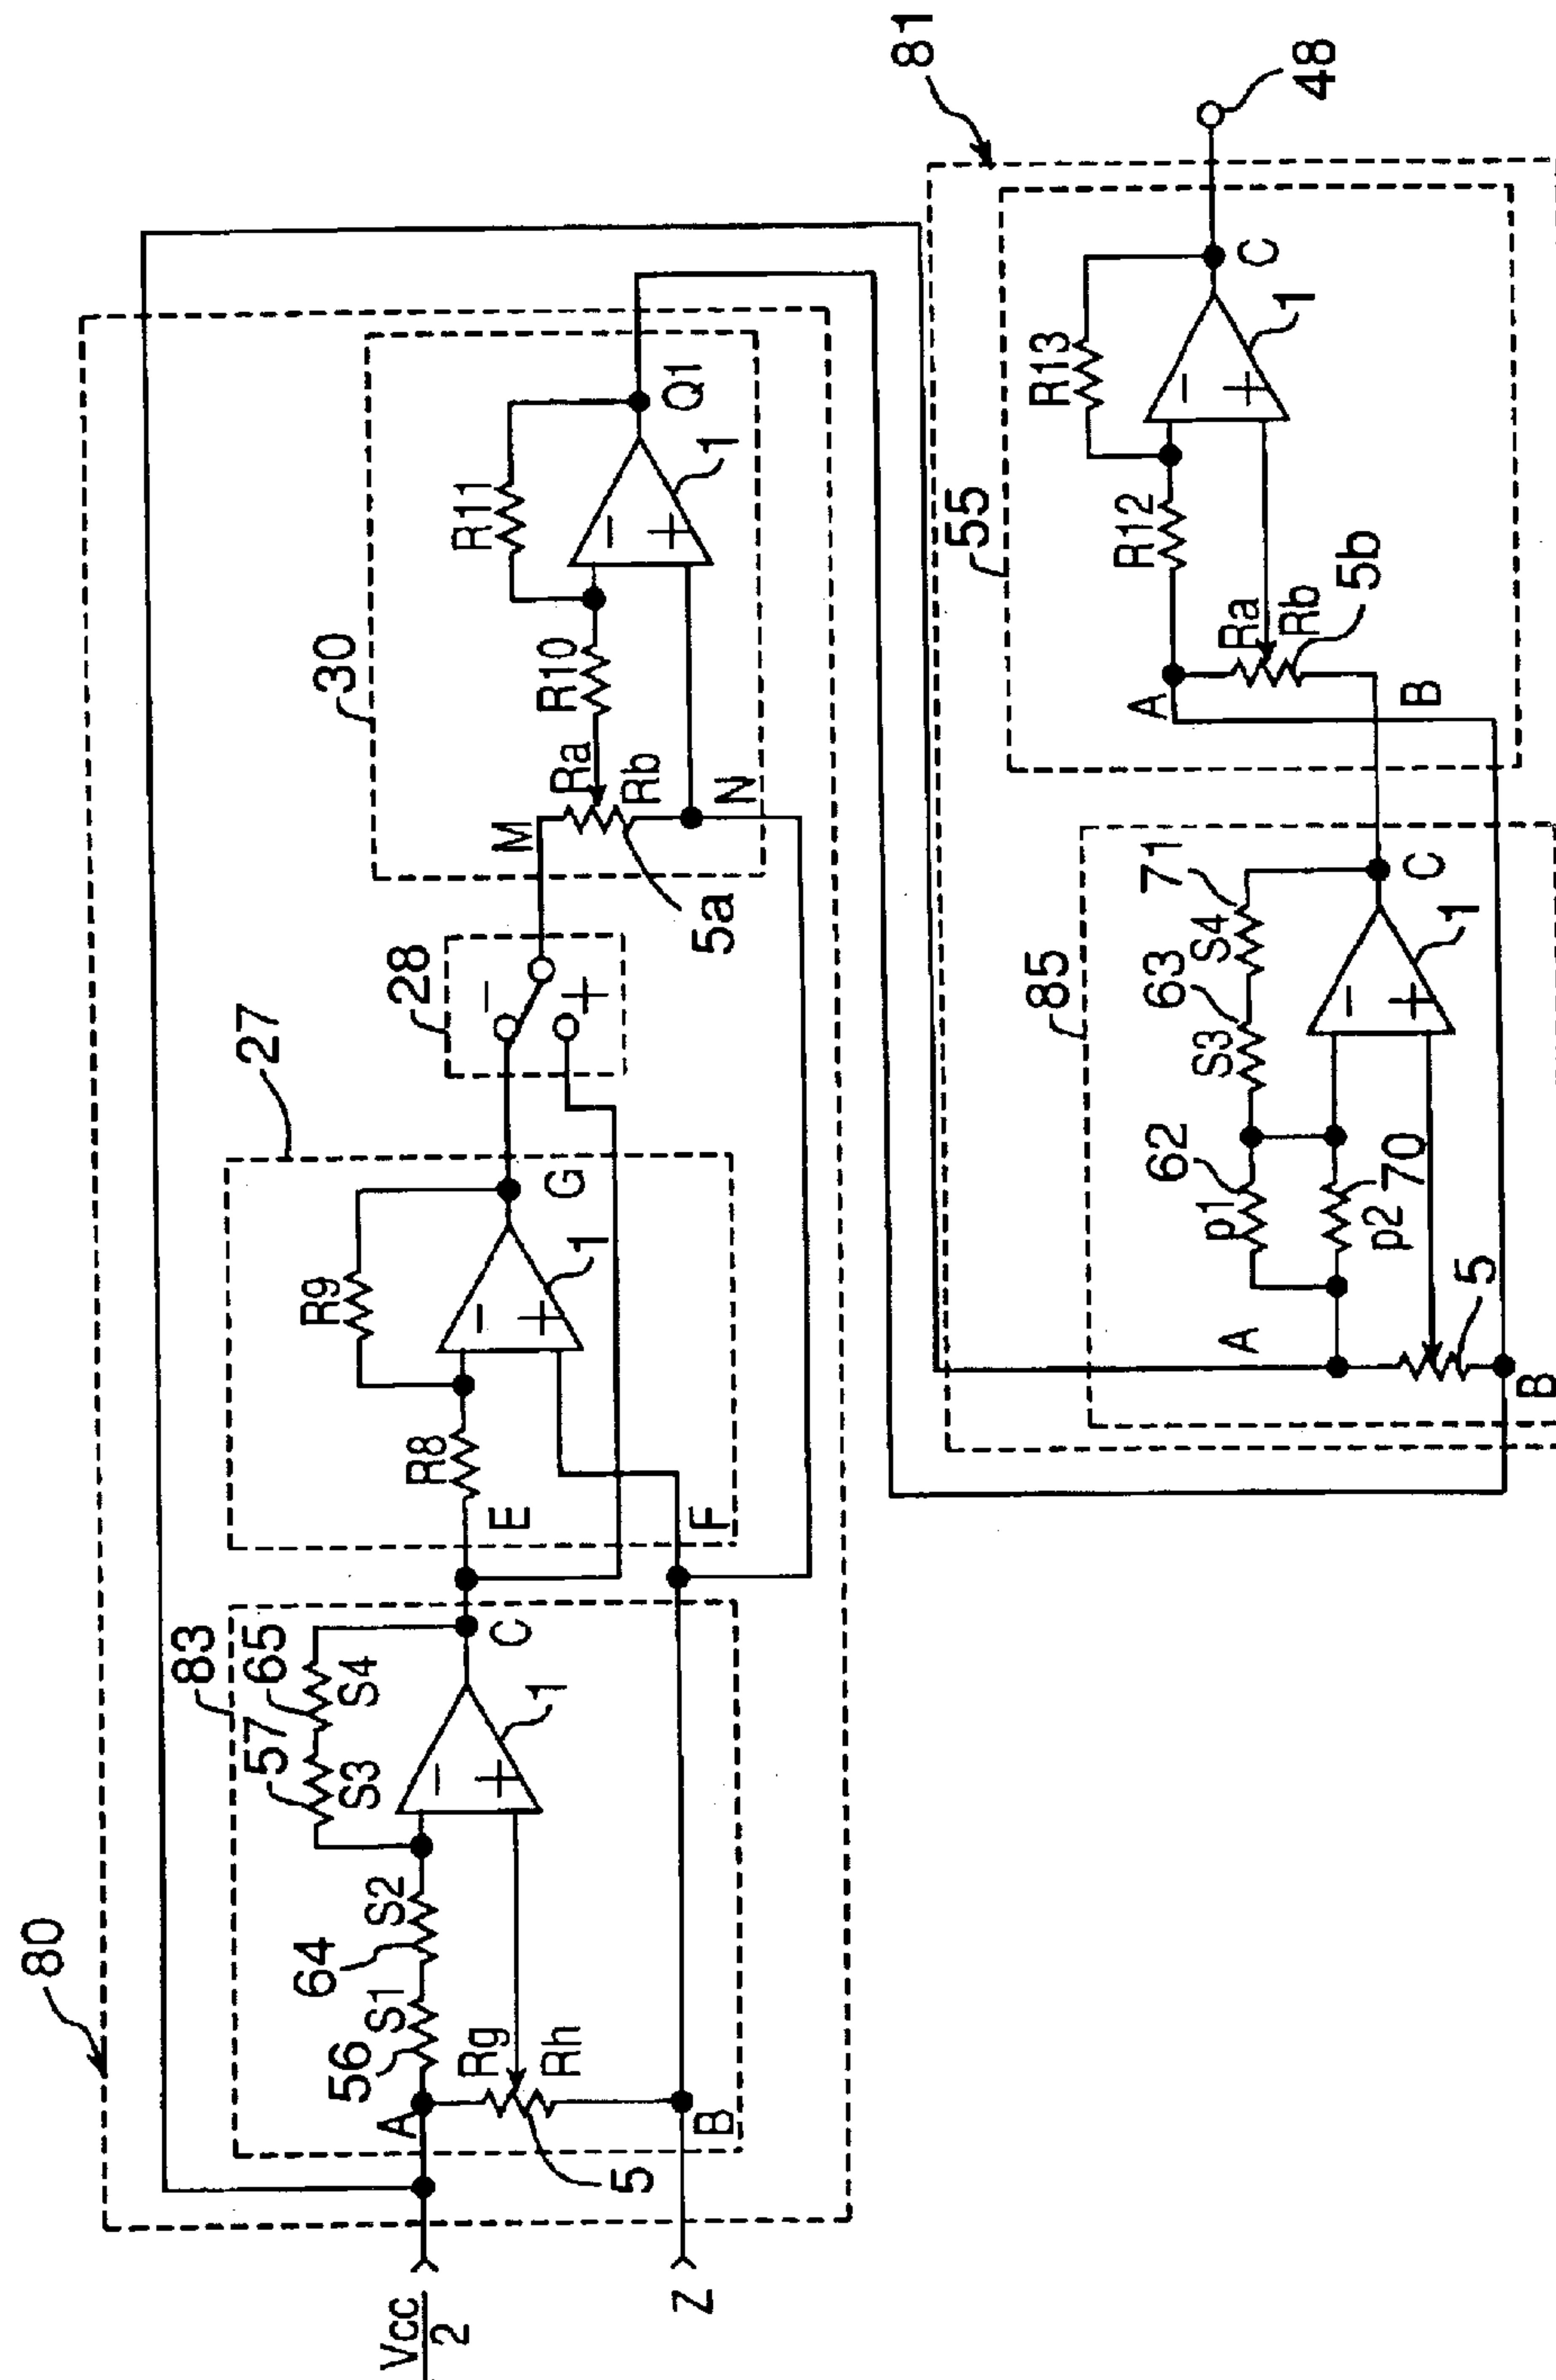 80
83
57
65
S3
S4
64
56
S1
S2
A
Rg
Rh
5
B
C
1
−
+
Vcc
2
Z
27
R9
R8
E
F
G
1
−
+
28
−
+
30
R11
R10
M
Ra
Rb
N
5a
Q1
1
−
+
81
85
62
p1
63
S3
71
S4
70
p2
A
5
B
C
1
−
+
55
R13
R12
A
Ra
Rb
5b
B
C
1
−
+
48